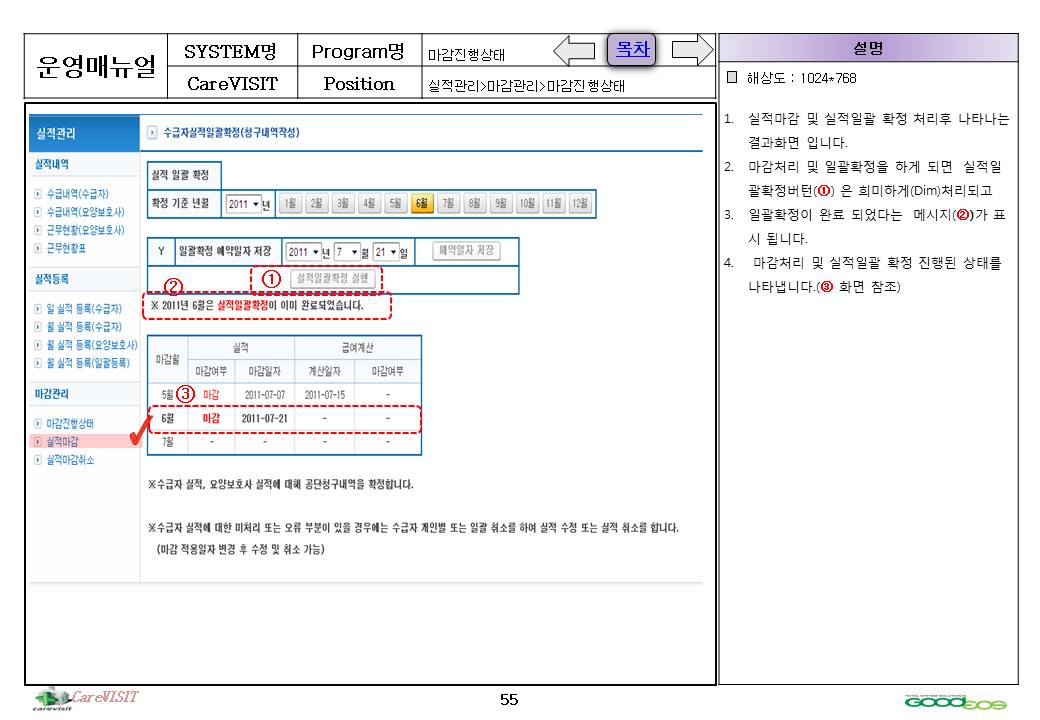 운영매뉴얼
SYSTEM명
Program명
마감진행상태
목차
CareVISIT
Position
실적관리>마감관리>마감진행상태
설명
해상도 : 1024*768
1. 실적마감 및 실적일괄 확정 처리후 나타나는
결과화면 입니다.
2. 마감처리 및 일괄확정을 하게 되면 실적일
괄확정버턴(①) 은 희미하게(Dim)처리되고
3. 일괄확정이 완료 되었다는 메시지(②)가 표
시 됩니다.
4. 마감처리 및 실적일괄 확정 진행된 상태를
나타냅니다.(③ 화면 참조)
실적관리
실적내역
수급내역(수급자)
수급내역(요양보호사)
근무현황(요양보호사)
근무현황표
실적등록
일 실적 등록(수급자)
월 실적 등록(수급자)
월 실적 등록(요양보호사)
월 실적 등록(일괄등록)
마감관리
마감진행상태
실적마감
실적마감취소
수급자실적일괄확정(청구내역작성)
실적 일괄 확정
확정 기준 년월 2011 년 1월 2월 3월 4월 5월 6월 7월 8월 9월 10월 11월 12월
Y 일괄확정 예약일자 저장 2011 년 7 월 21 일 예약일자 저장
① 실적일괄확정 실행
②
※ 2011년 6월은 실적일괄확정이 이미 완료되었습니다.
마감월 실적 급여계산
마감여부 마감일자 계산일자 마감여부
5월 마감 2011-07-07 2011-07-15 -
③
6월 마감 2011-07-21 - -
7월 - - - -
※수급자 실적, 요양보호사 실적에 대해 공단청구내역을 확정합니다.
※수급자 실적에 대한 미처리 또는 오류 부분이 있을 경우에는 수급자 개인별 또는 일괄 취소를 하여 실적 수정 또는 실적 취소를 합니다.
(마감 적용일자 변경 후 수정 및 취소 가능)
carevisit
CareVISIT
55
TOTAL SYSTEM SOLUTIONS
GOODEOS